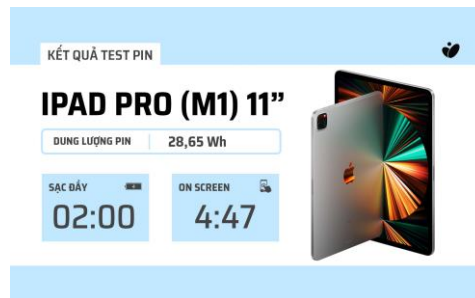 KẾT QUẢ TEST PIN
IPAD PRO (M1) 11”
DUNG LƯỢNG PIN 28,65 Wh
SẠC ĐẦY
02:00
ON SCREEN
4:47